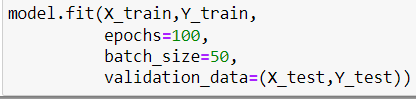 model.fit(X_train,Y_train,
epochs=100,
batch_size=50,
validation_data=(X_test,Y_test))